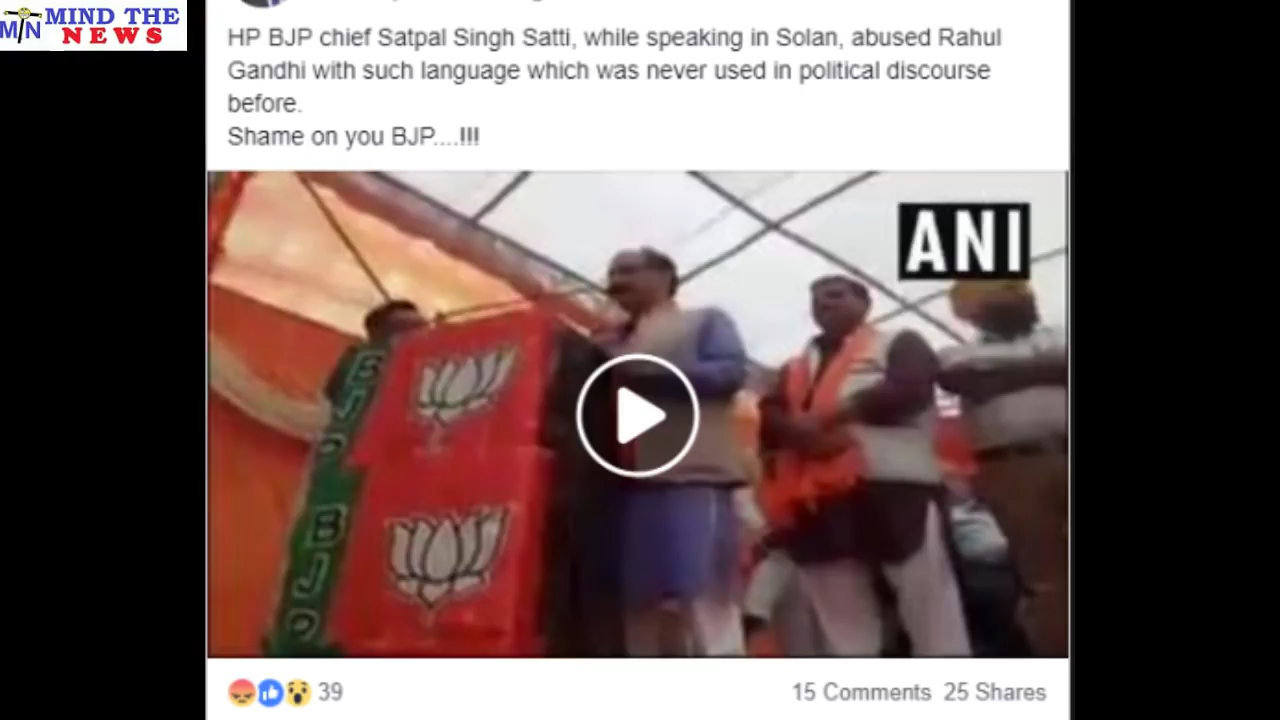 MIND THE
MTN NEWS
HP BJP chief Satpal Singh Satti, while speaking in Solan, abused Rahul
Gandhi with such language which was never used in political discourse
before.
Shame on you BJP....!!!
ANI
BJP BJP
39
15 Comments 25 Shares